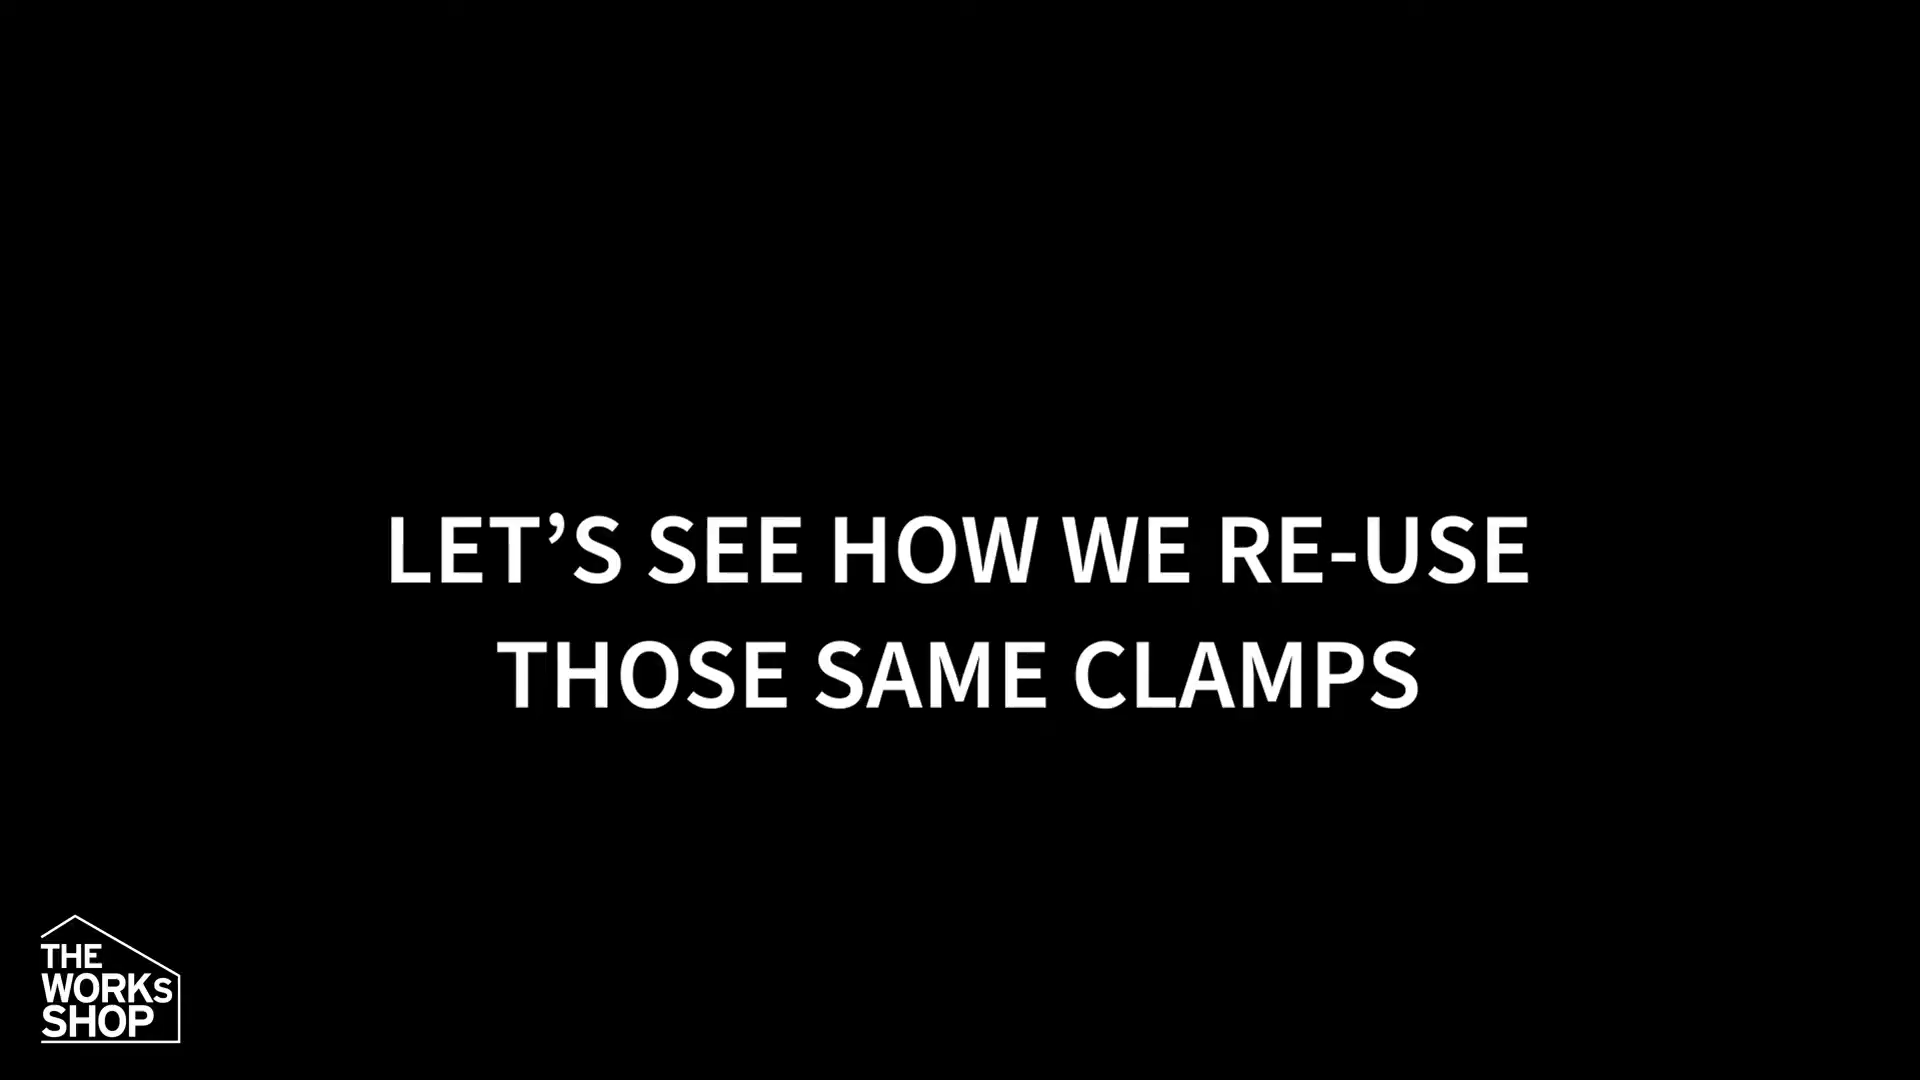 LET’S SEE HOW WE RE-USE
THOSE SAME CLAMPS
THE
WORKs
SHOP